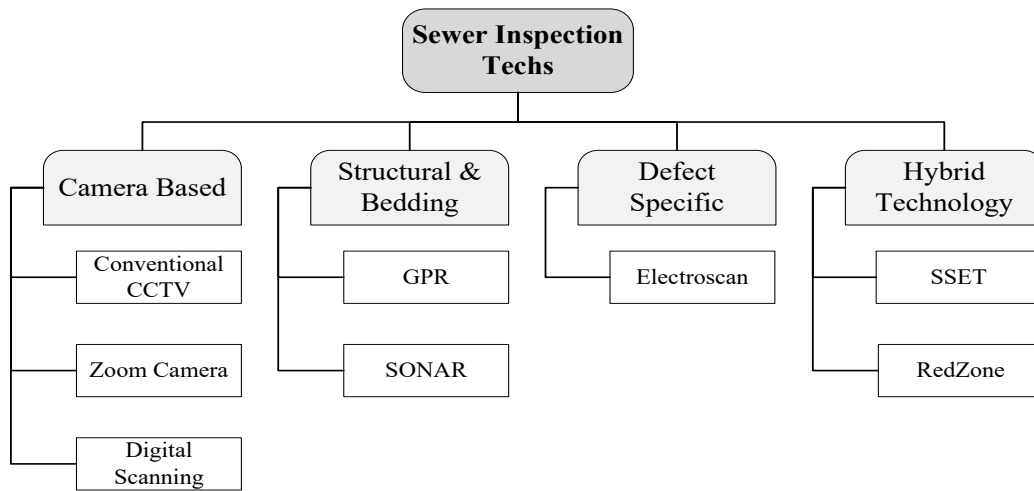 Sewer Inspection
Techs
Camera Based
Structural &
Bedding
Defect
Specific
Hybrid
Technology
Conventional
CCTV
GPR
Electroscan
SSET
Zoom Camera
SONAR
RedZone
Digital
Scanning